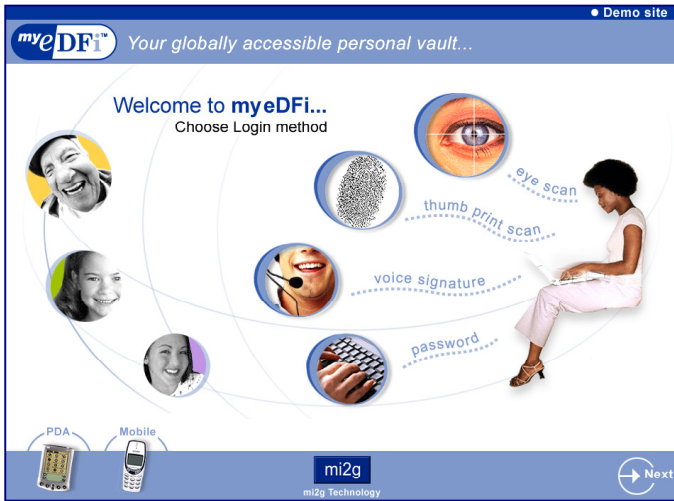 Demo site
myeDFi™ Your globally accessible personal vault...
Welcome to myeDFi...
Choose Login method
eye scan
thumb print scan
voice signature
password
PDA
Mobile
mi2g
mi2g Technology
Next